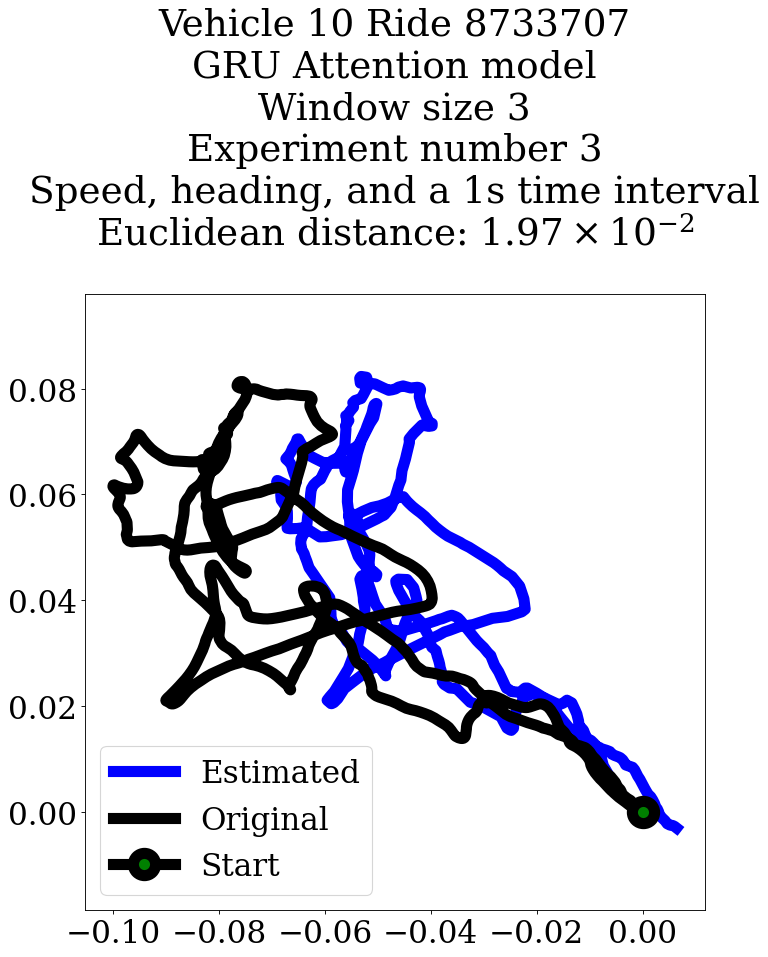 Vehicle 10 Ride 8733707
GRU Attention model
Window size 3
Experiment number 3
Speed, heading, and a 1s time interval
Euclidean distance: 1.97 × 10⁻²
0.08
0.06
0.04
0.02
0.00
Estimated
Original
Start
−0.10 −0.08 −0.06 −0.04 −0.02 0.00